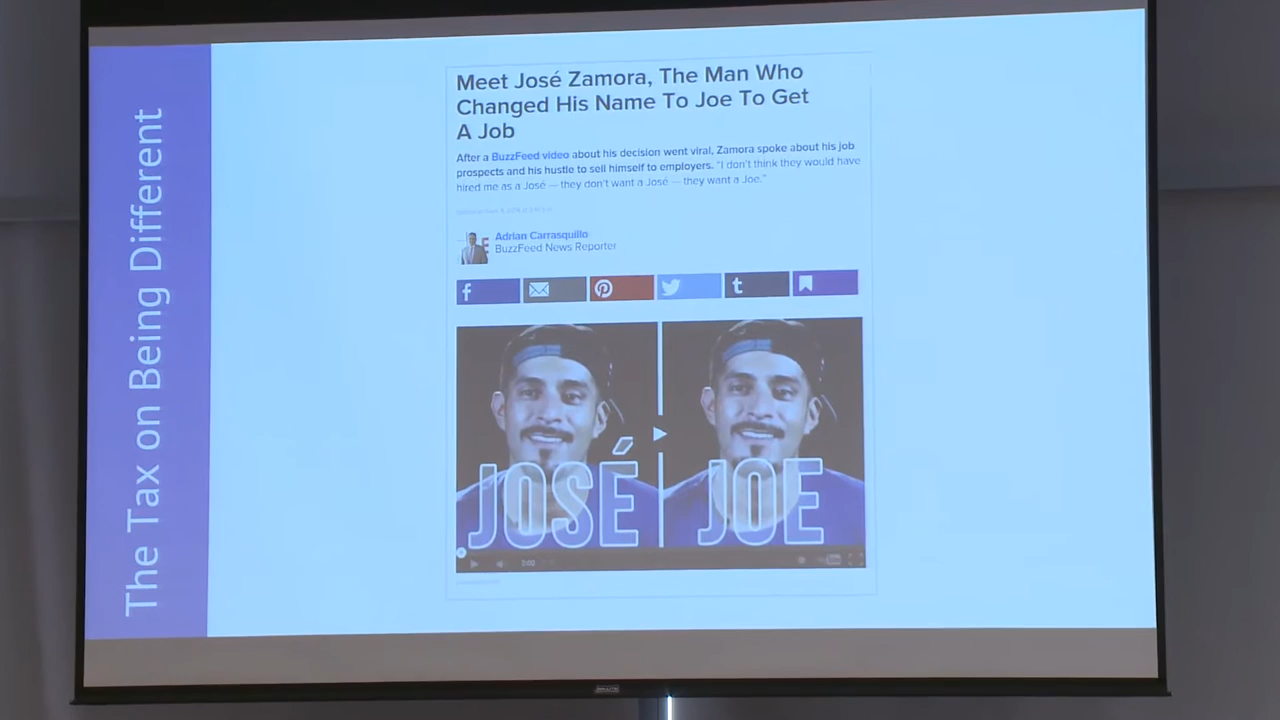 The Tax on Being Different
Meet José Zamora, The Man Who
Changed His Name To Joe To Get
A Job
After a BuzzFeed video about his decision went viral, Zamora spoke about his job
prospects and his hustle to sell himself to employers. “I don’t think they would have
hired me as a José — they don’t want a José — they want a Joe.”
Adrian Carrasquillo
BuzzFeed News Reporter
JOSÉ
JOE